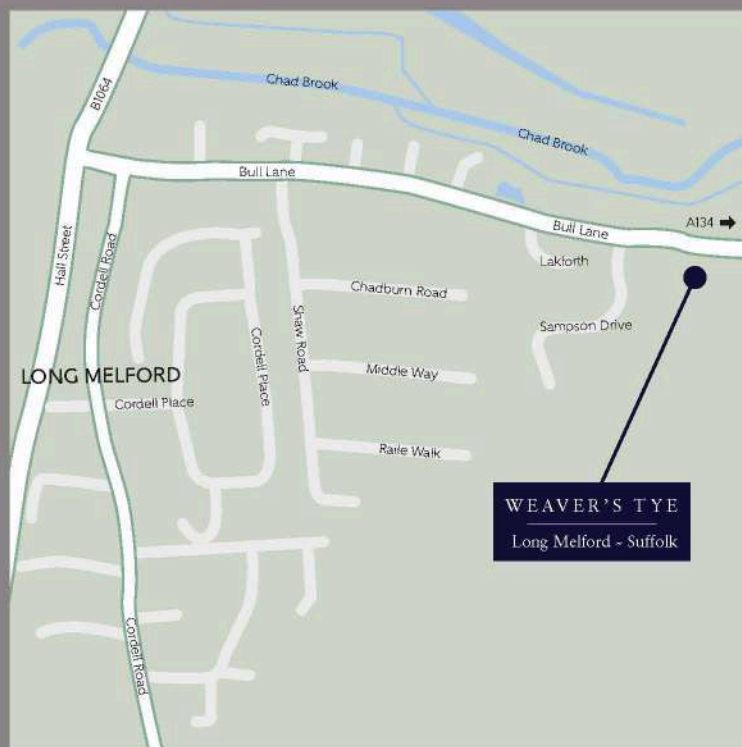 B1064
Chad Brook
Chad Brook
Bull Lane
Bull Lane
A134
Hall Street
Cordell Road
Lakforth
Chadburn Road
Shaw Road
Sampson Drive
Cordell Place
LONG MELFORD
Middle Way
Cordell Place
Raile Walk
WEAVER'S TYE
Long Melford ~ Suffolk
Cordell Road